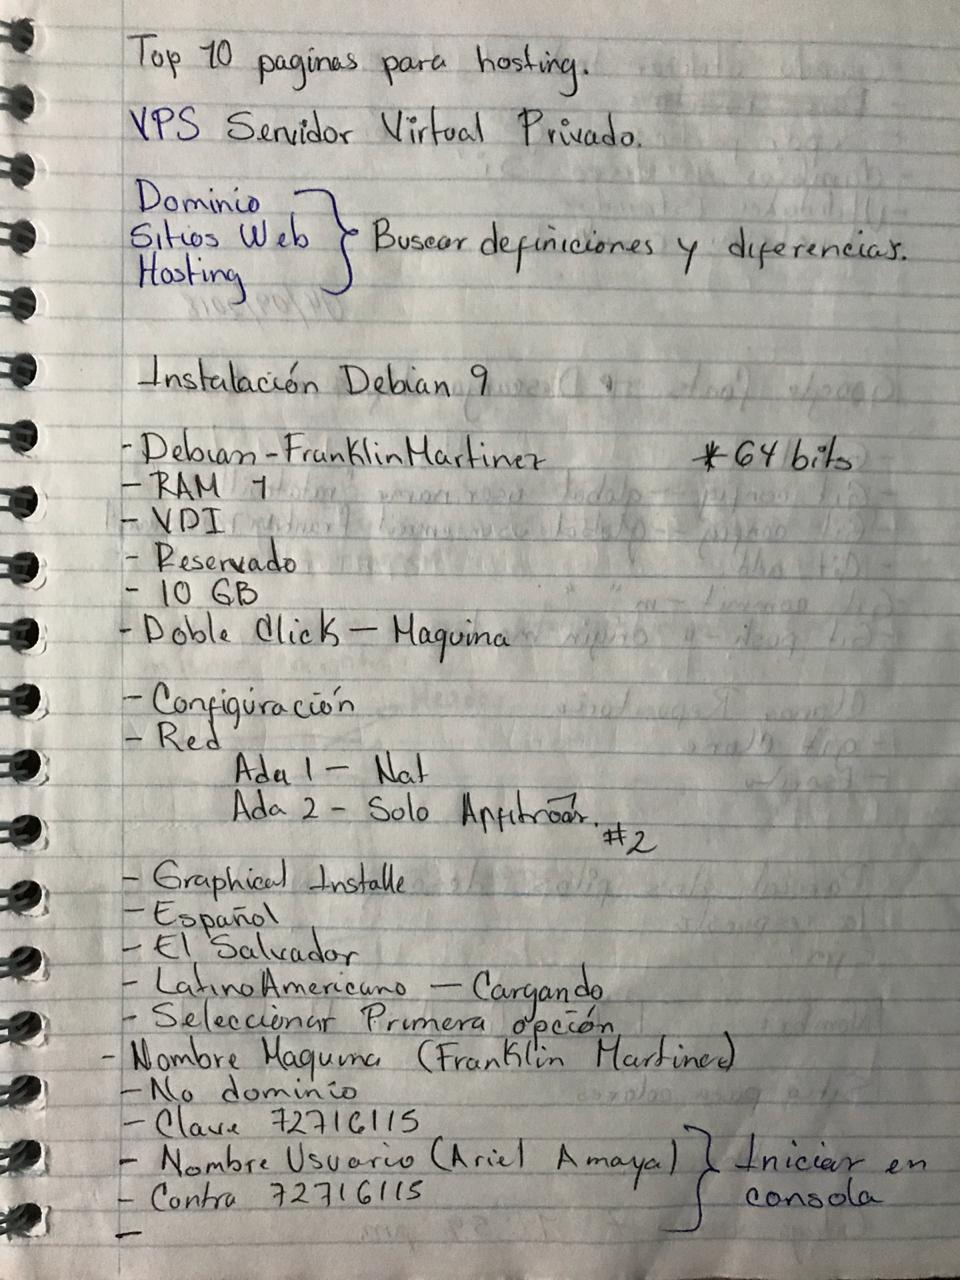 Top 10 paginas para hosting.
VPS Servidor Virtual Privado.
Dominio
Sitios Web
Hosting
Buscar definiciones y diferencias.
Instalación Debian 9
- Debian - Franklin Martinez * 64 bits
- RAM 1
- VDI
- Reservado
- 10 GB
- Doble Click - Maquina
- Configuración
- Red
Ada 1 - Nat
Ada 2 - Solo
#2
- Graphical Installe
- Español
- El Salvador
- LatinoAmericano - Cargando
- Seleccionar Primera opción
- Nombre Maquina (Franklin Martinez)
- No dominio
- Clave 72716115
- Nombre Usuario (Ariel Amaya)
- Contra 72716115
Iniciar en
consola
-